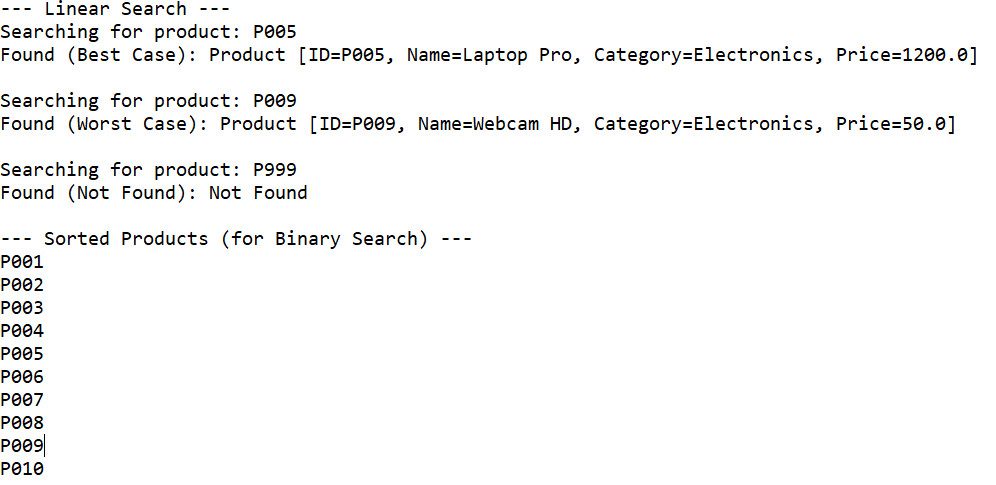 --- Linear Search ---
Searching for product: P005
Found (Best Case): Product [ID=P005, Name=Laptop Pro, Category=Electronics, Price=1200.0]
Searching for product: P009
Found (Worst Case): Product [ID=P009, Name=Webcam HD, Category=Electronics, Price=50.0]
Searching for product: P999
Found (Not Found): Not Found
--- Sorted Products (for Binary Search) ---
P001
P002
P003
P004
P005
P006
P007
P008
P009
P010